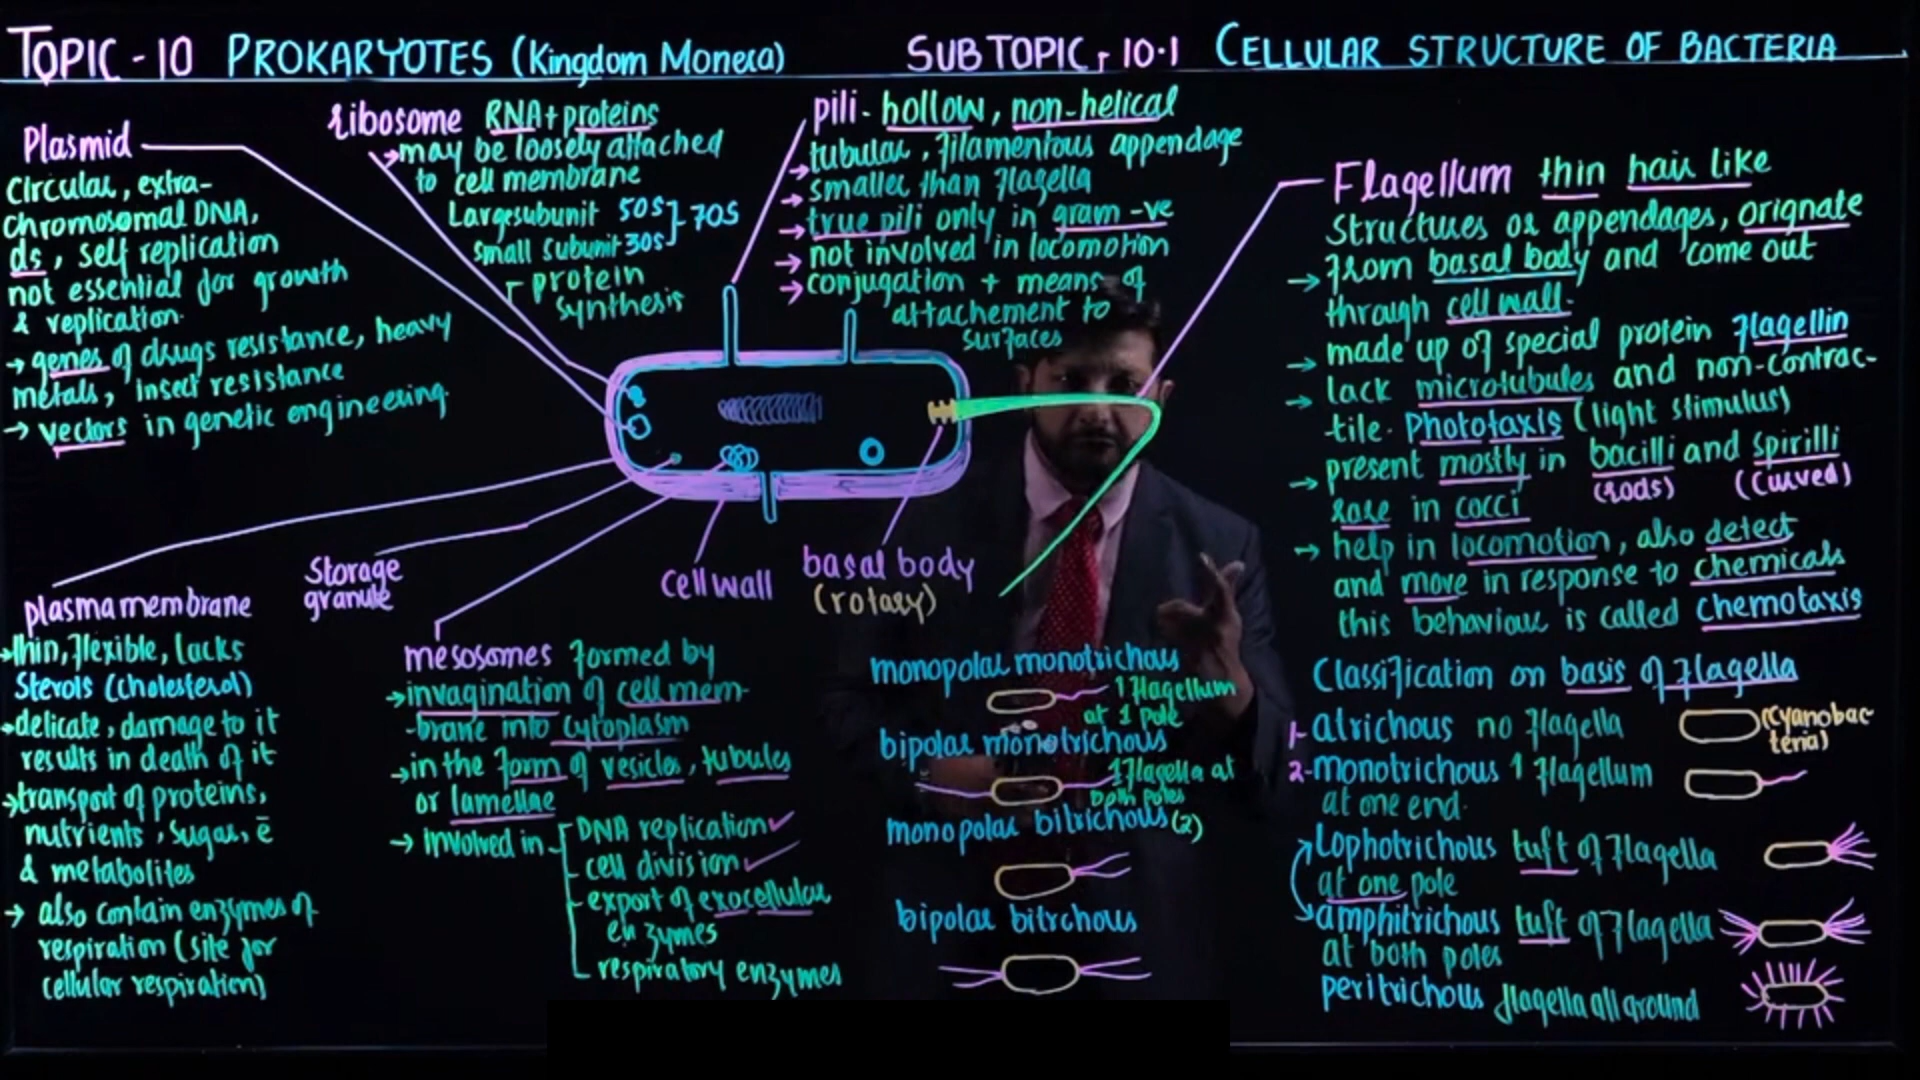 TOPIC - 10 PROKARYOTES (Kingdom Monera) SUBTOPIC, 10.1 CELLULAR STRUCTURE OF BACTERIA
Plasmid
Circular, extra-
Chromosomal DNA,
ds, self replication
not essential for growth
& replication.
→ genes of drugs resistance, heavy
metals, insect resistance
→ vectors in genetic engineering.
ribosome RNA + proteins
→ may be loosely attached
to cell membrane
Large subunit 50S
small subunit 30S
70S
protein
synthesis
pili - hollow, non-helical
tubular, filamentous appendage
→ smaller than flagella
→ true pili only in gram -ve
→ not involved in locomotion
→ conjugation + means of
attachement to
surfaces
Flagellum thin hair like
Structures or appendages, orignate
→ from basal body and come out
through cell wall.
→ made up of special protein flagellin
→ lack microtubules and non-contrac-
tile. Phototaxis (light stimulus)
→ present mostly in bacilli and spirilli
(rods) (curved)
rare in cocci
→ help in locomotion, also detect
and move in response to chemicals
this behaviour is called chemotaxis
plasma membrane
→ thin, flexible, lacks
Sterols (cholesterol)
→ delicate, damage to it
results in death of it
→ transport of proteins,
nutrients, sugar, ē
& metabolites
→ also contain enzymes of
respiration (site for
cellular respiration)
Storage
granule
mesosomes formed by
→ invagination of cell mem-
-brane into cytoplasm
→ in the form of vesicles, tubules
or lamellae
→ Involved in
DNA replication ✓
cell division ✓
export of exocellular
enzymes
respiratory enzymes
cell wall
basal body
(rotary)
monopolar monotrichous
1 flagellum
at 1 pole
bipolar monotrichous
1 flagella at
both poles
monopolar bitrichous (2)
bipolar bitrchous
Classification on basis of flagella
1- atrichous no flagella (Cyanobac-
teria)
2- monotrichous 1 flagellum
at one end.
Lophotrichous tuft of flagella
at one pole
amphitrichous tuft of flagella
at both poles
peritrichous flagella all around